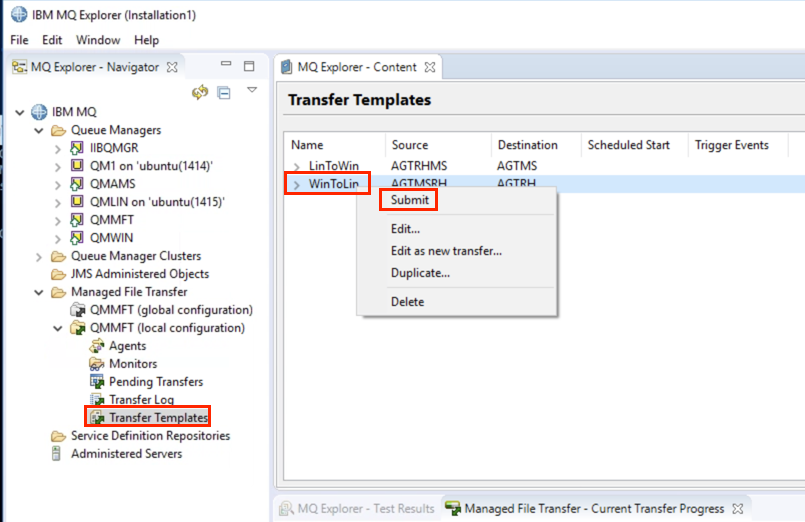 IBM MQ Explorer (Installation1)
File Edit Window Help
MQ Explorer - Navigator
IBM MQ
Queue Managers
IIBQMGR
QM1 on 'ubuntu(1414)'
QMAMS
QMLIN on 'ubuntu(1415)'
QMMFT
QMWIN
Queue Manager Clusters
JMS Administered Objects
Managed File Transfer
QMMFT (global configuration)
QMMFT (local configuration)
Agents
Monitors
Pending Transfers
Transfer Log
Transfer Templates
Service Definition Repositories
Administered Servers
MQ Explorer - Content
Transfer Templates
Name Source Destination Scheduled Start Trigger Events
LinToWin AGTRHMS AGTMS
WinToLin AGTMSRH AGTRH
Submit
Edit...
Edit as new transfer...
Duplicate...
Delete
MQ Explorer - Test Results Managed File Transfer - Current Transfer Progress